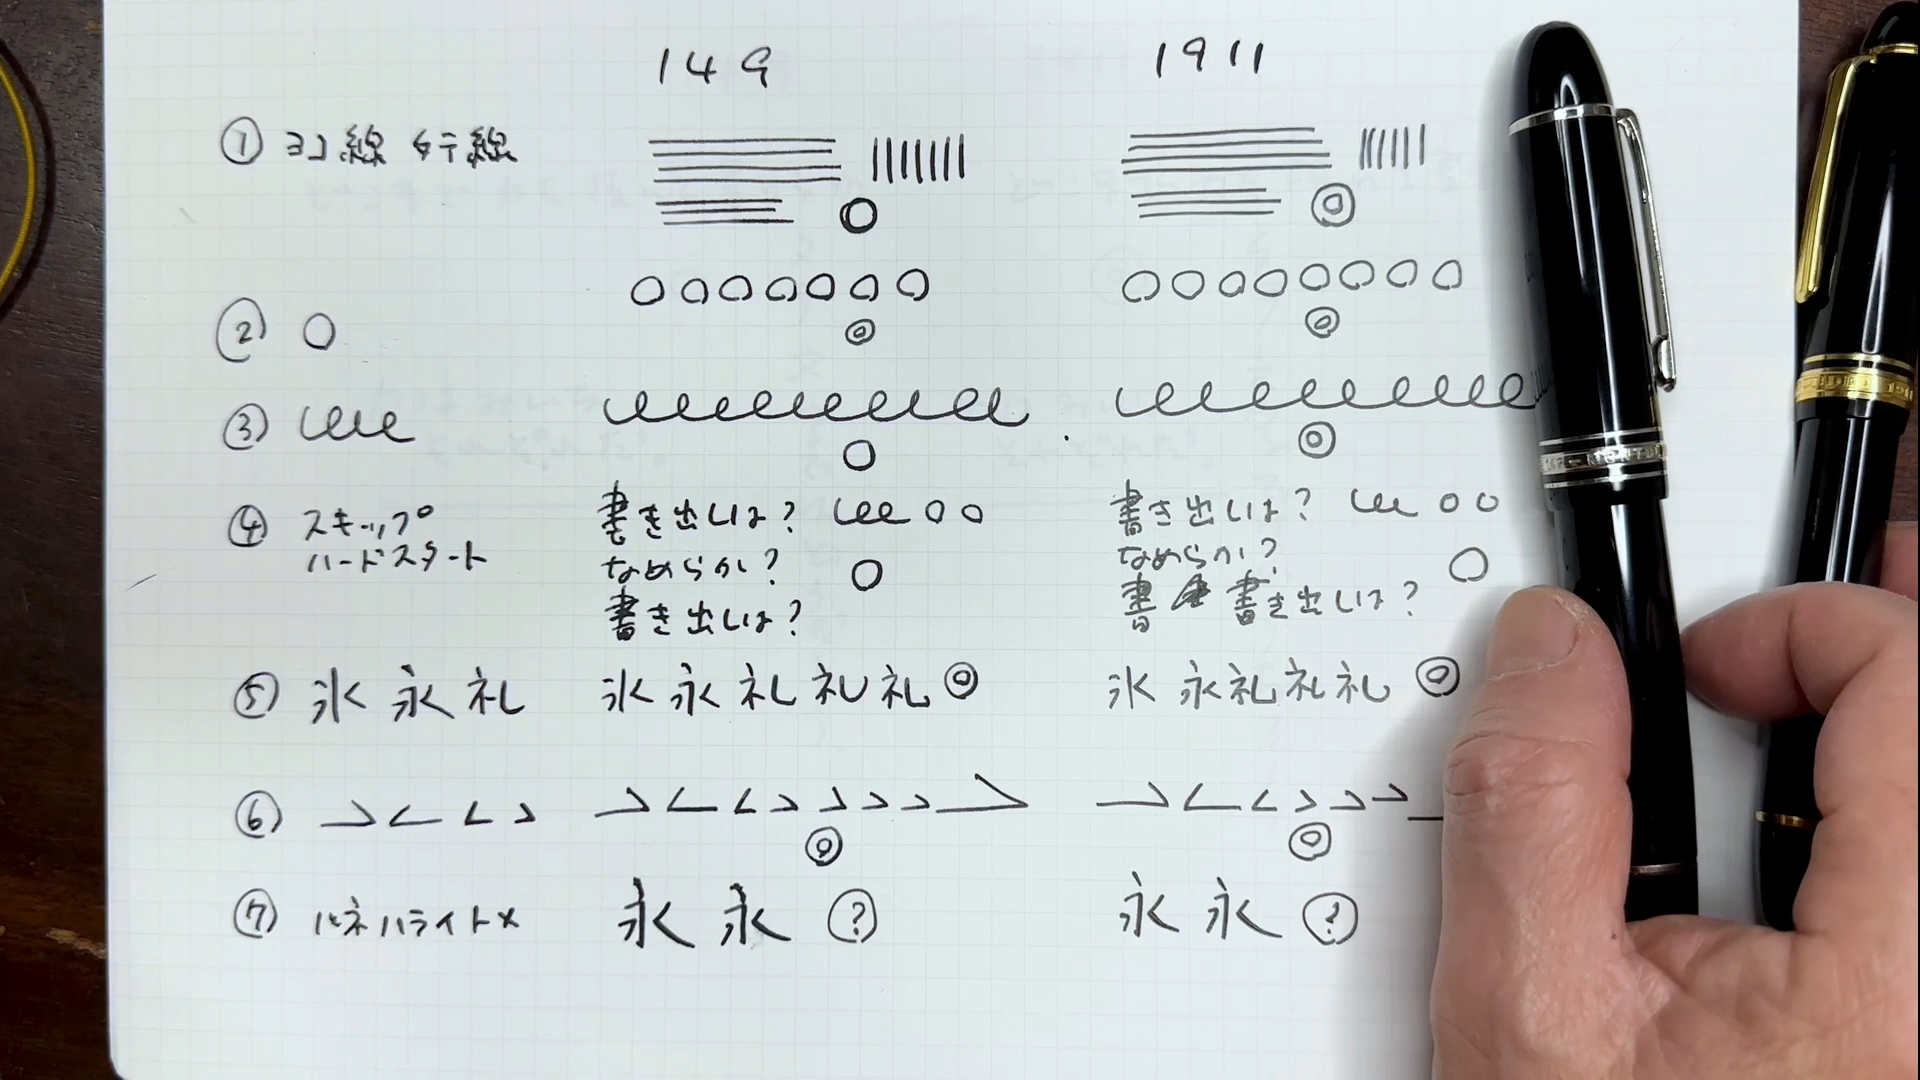 149 1911
① ヨコ線 タテ線
② ○ ◎ ◎
③ ○ ◎
④ スキップ 書き出しは? 書き出しは?
ハードスタート なめらかい? ○ なめらかい? ○
書き出しは? 書 書き出しは?
⑤ 氷 永 礼 氷 永 礼 礼 礼 ◎ 氷 永 礼 礼 礼 ◎
⑥ ◎ ◎
⑦ ハネハライトメ 永 永 ? 永 永 ?